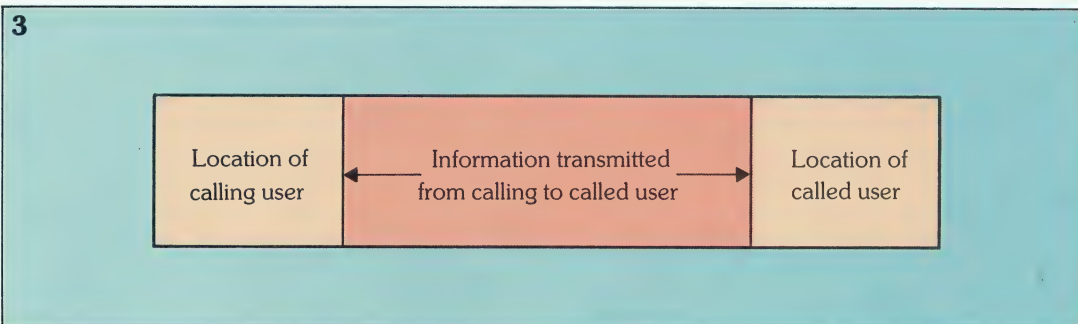 3
Location of
calling user
Information transmitted
from calling to called user
Location of
called user